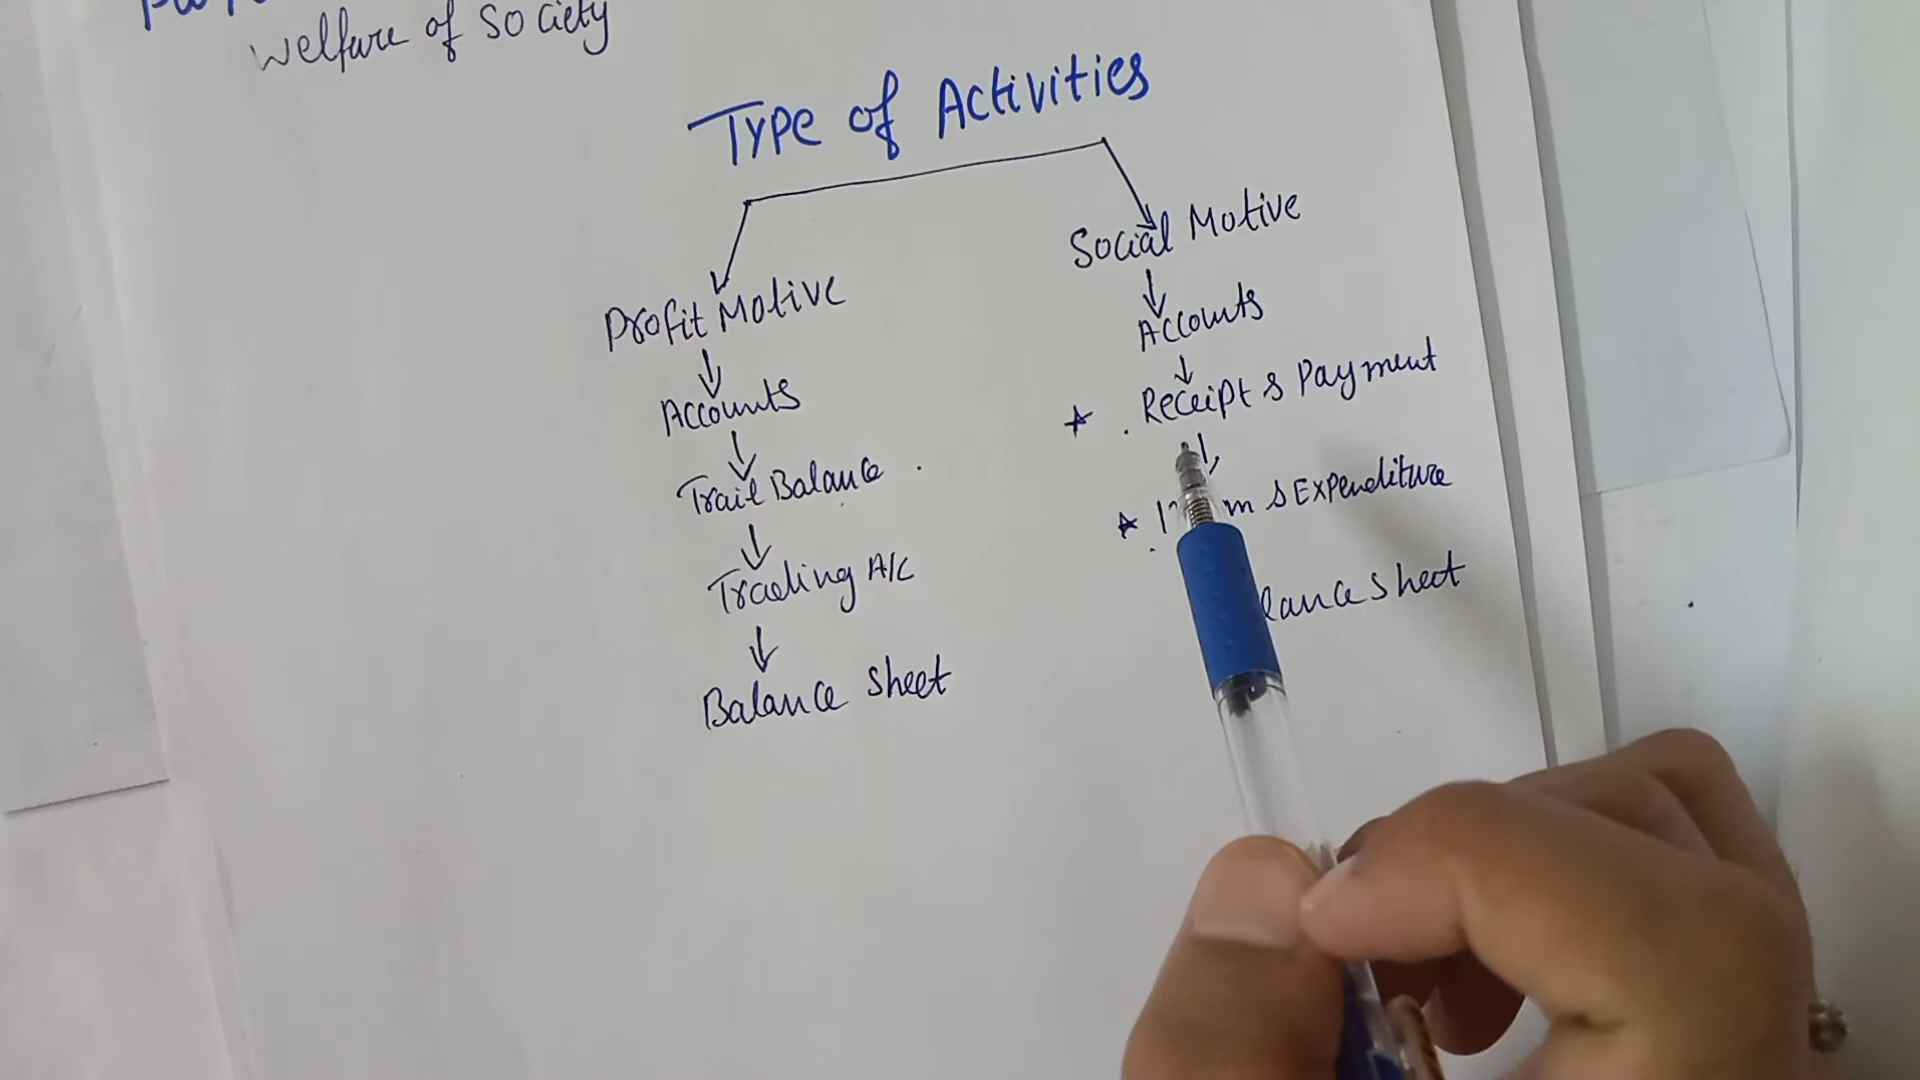 welfare of society
Type of Activities
Profit Motive
Accounts
Trail Balance
Trading A/c
Balance sheet
Social Motive
Accounts
Receipt & Payment
& Expenditure
sheet